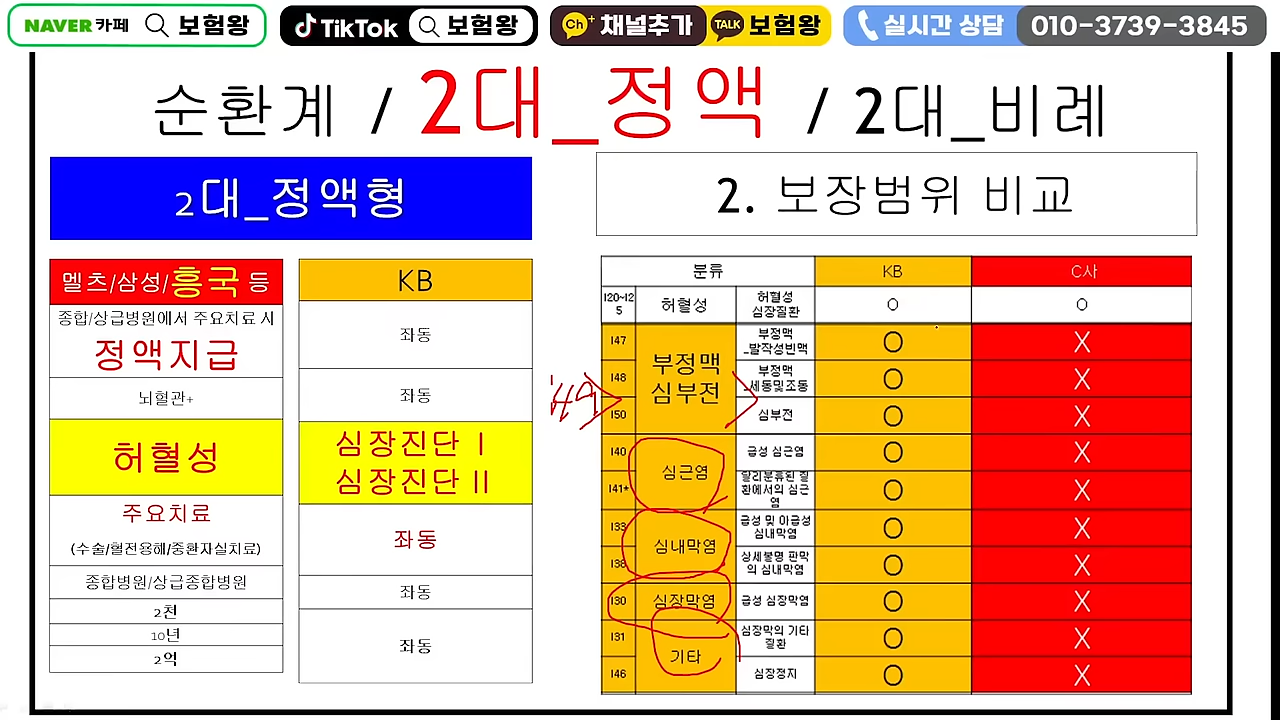 NAVER 카페 보험왕 TikTok 보험왕 Ch+ 채널추가 TALK 보험왕 실시간 상담 010-3739-3845
순환계 / 2대_정액 / 2대_비례
2대_정액형
멜츠/삼성/흥국 등
종합/상급병원에서 주요치료 시
정액지급
뇌혈관+
허혈성
주요치료
(수술/혈전용해/중환자실치료)
종합병원/상급종합병원
2천
10년
2억
KB
좌동
좌동
심장진단 Ⅰ
심장진단 Ⅱ
좌동
좌동
좌동
2. 보장범위 비교
분류 KB C사
I20~I2
5
허혈성
허혈성
심장질환
O O
부정맥
심부전
I47
부정맥
_발작성빈맥
O X
I48
부정맥
_세동및조동
O X
I50 심부전 O X
심근염
I40 급성 심근염 O X
I41*
달리분류된 질
환에서의 심근
염
O X
심내막염
I33
급성 및 아급성
심내막염
O X
I38
상세불명 판막
의 심내막염
O X
I30 심장막염 급성 심장막염 O X
기타
I31
심장막의 기타
질환
O X
I46 심장정지 O X